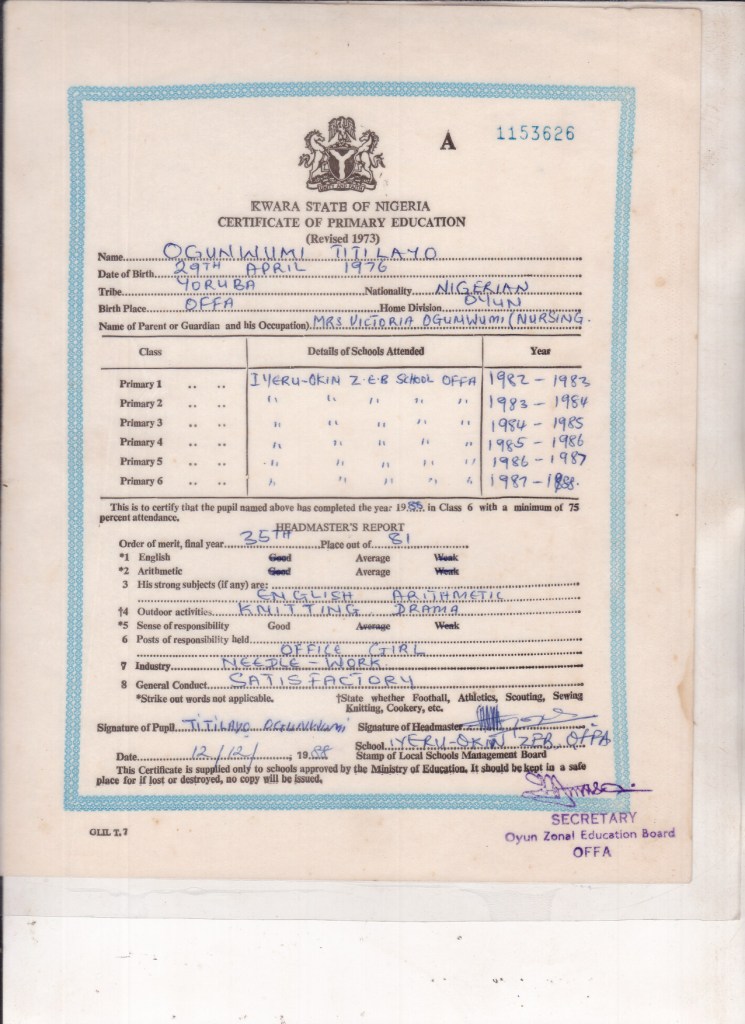 A 1153626
KWARA STATE OF NIGERIA
CERTIFICATE OF PRIMARY EDUCATION
(Revised 1973)
Name OGUNWUMI TITILAYO
Date of Birth 29TH APRIL 1976
Tribe YORUBA Nationality NIGERIAN
Birth Place OFFA Home Division OYUN
Name of Parent or Guardian and his Occupation) MRS VICTORIA OGUNWUMI (NURSING.
Class Details of Schools Attended Year
Primary 1 .. .. IYERU-OKIN Z.E.B SCHOOL OFFA 1982 - 1983
Primary 2 .. .. " " " " " 1983 - 1984
Primary 3 .. .. " " " " " 1984 - 1985
Primary 4 .. .. " " " " " 1985 - 1986
Primary 5 .. .. " " " " " 1986 - 1987
Primary 6 .. .. " " " " " 1987 - 1988.
This is to certify that the pupil named above has completed the year 1988. in Class 6 with a minimum of 75
percent attendance.
HEADMASTER'S REPORT
Order of merit, final year 35TH Place out of 81
*1 English Good Average Weak
*2 Arithmetic Good Average Weak
3 His strong subjects (if any) are:
ENGLISH ARITHMETIC
†4 Outdoor activities KNITTING DRAMA
*5 Sense of responsibility Good Average Weak
6 Posts of responsibility held
OFFICE GIRL
7 Industry NEEDLE-WORK
8 General Conduct SATISFACTORY
*Strike out words not applicable. †State whether Football, Athletics, Scouting, Sewing
Knitting, Cookery, etc.
Signature of Pupil TITILAYO OGUNWUMI Signature of Headmaster
School IYERU-OKIN ZEB OFFA
Date 12/12/, 1988 Stamp of Local Schools Management Board
This Certificate is supplied only to schools approved by the Ministry of Education. It should be kept in a safe
place for if lost or destroyed, no copy will be issued.
SECRETARY
Oyun Zonal Education Board
OFFA
GLIL T. 7